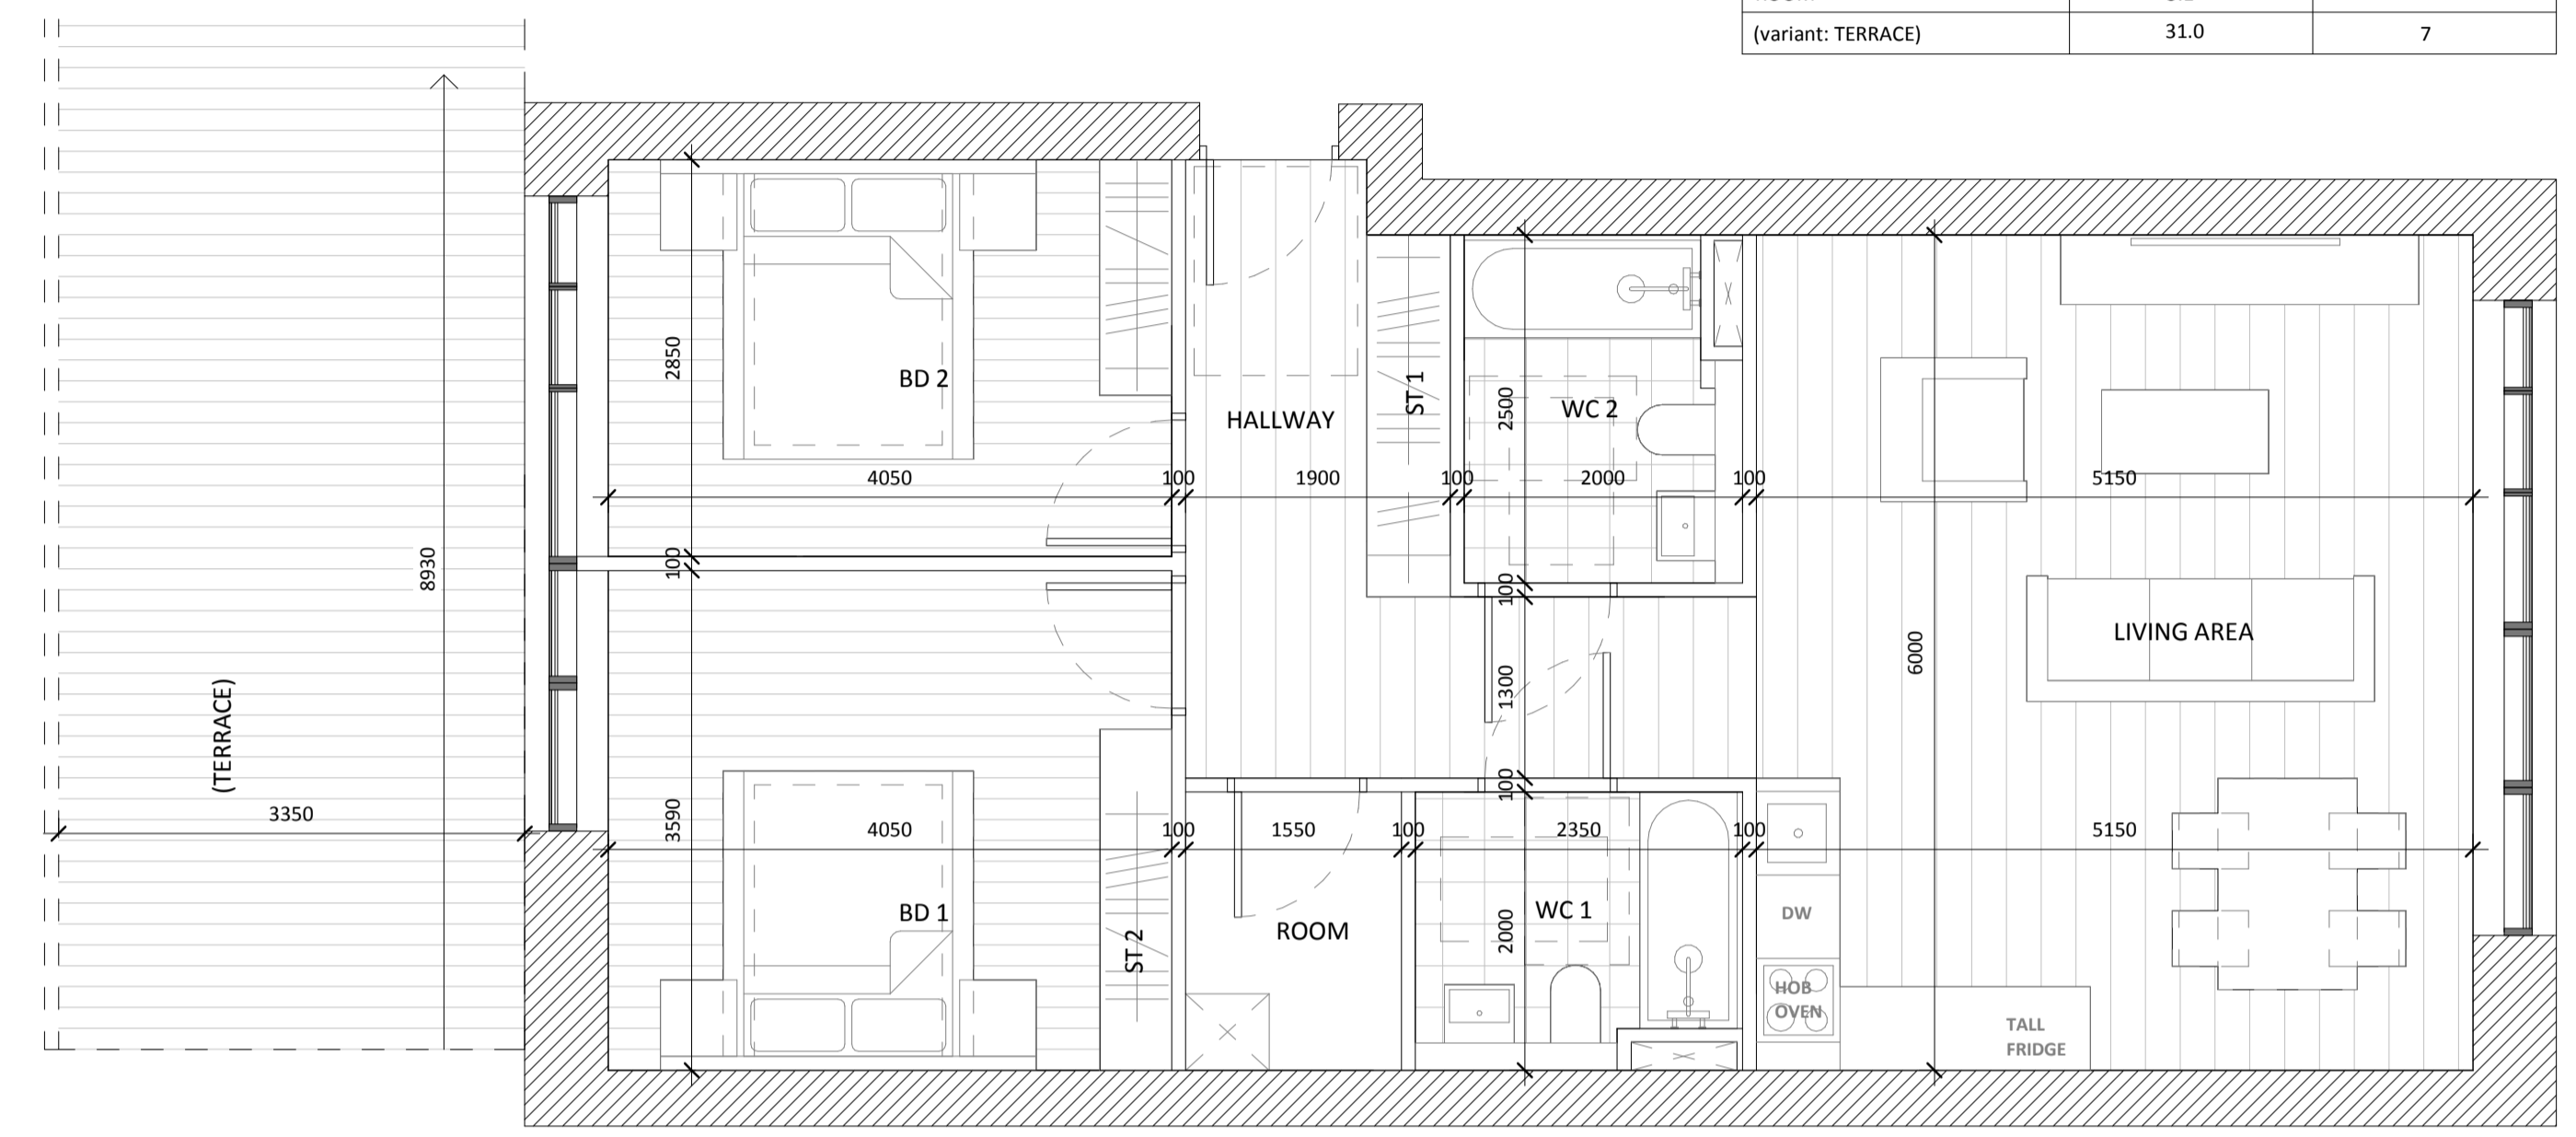 (variant: TERRACE) 31.0 7
BD 2
2850
HALLWAY
ST 1
2500
WC 2
4050 100 1900 100 2000 100 5150
100
8930
100
LIVING AREA
6000
1300
(TERRACE)
3350
100
3590
4050 100 1550 100 2350 100 5150
BD 1
ST 2
ROOM
2000
WC 1
DW
HOB
OVEN
TALL
FRIDGE